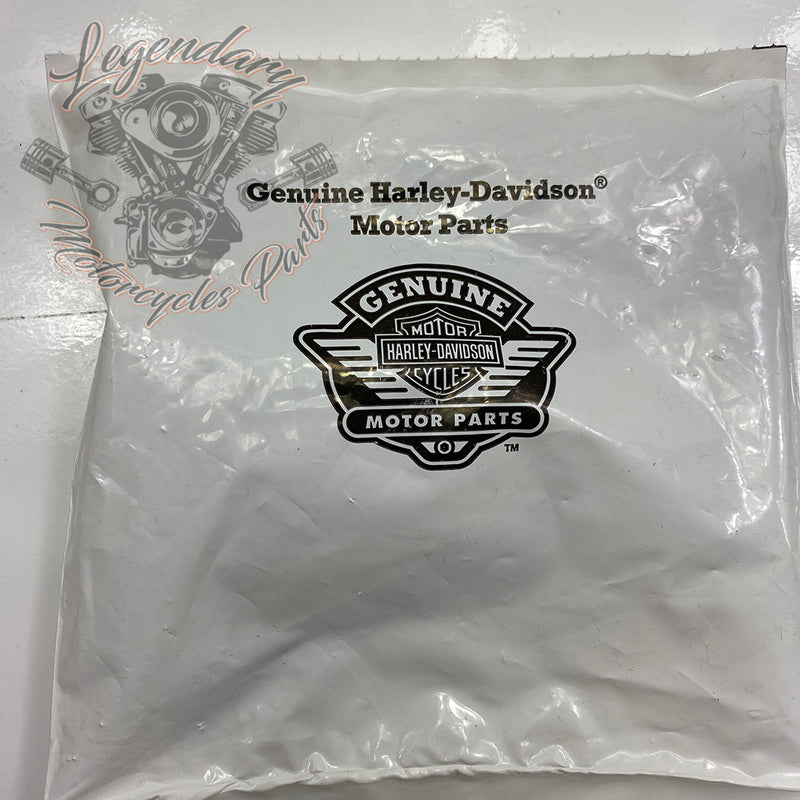 Legendary
Motorcycles Parts
Genuine Harley-Davidson®
Motor Parts
GENUINE
MOTOR
HARLEY-DAVIDSON
CYCLES
MOTOR PARTS
TM